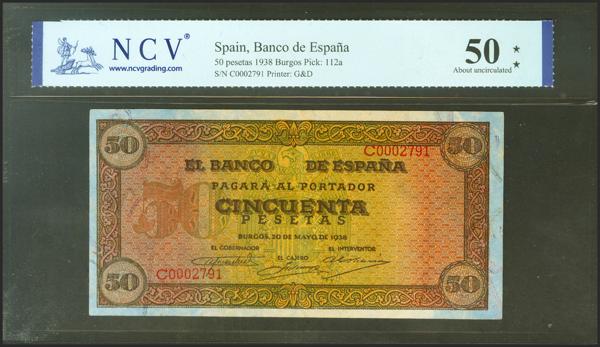 NCV
www.ncvgrading.com
Spain, Banco de España
50 pesetas 1938 Burgos Pick: 112a
S/N C0002791 Printer: G&D
50
About uncirculated
50
50
C0002791
EL BANCO DE ESPAÑA
PAGARÁ AL PORTADOR
50
CINCUENTA
PESETAS
BURGOS, 20 DE MAYO DE 1938
EL GOBERNADOR
EL CAJERO
EL INTERVENTOR
C0002791
50
50